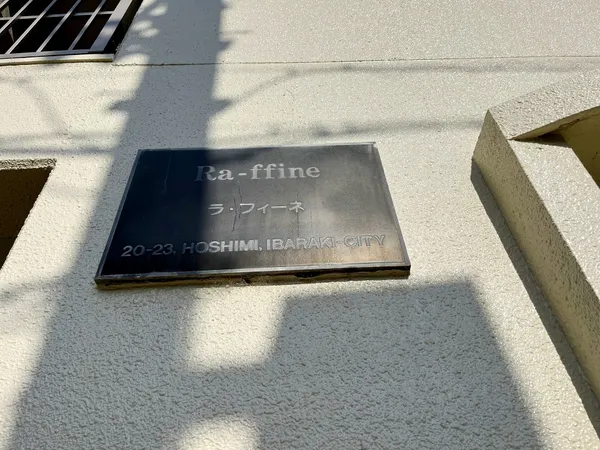 Ra-ffine
ラ・フィーネ
20-23, HOSHIMI, IBARAKI-CITY